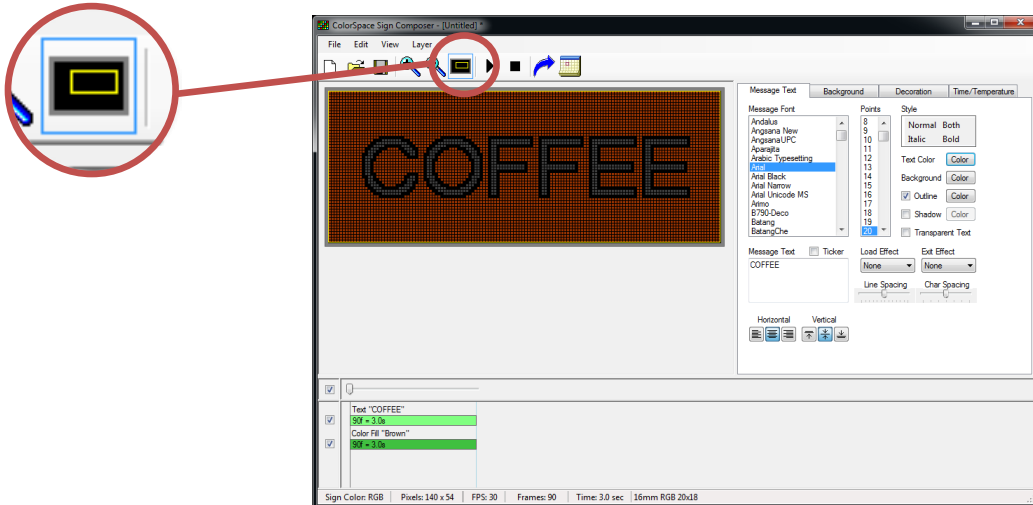 ColorSpace Sign Composer - [Untitled] *
File Edit View Layer
COFFEE
Message Text Background Decoration Time/Temperature
Message Font Points Style
Andalus
Angsana New
AngsanaUPC
Aparajita
Arabic Typesetting
Arial
Arial Black
Arial Narrow
Arial Unicode MS
Arimo
B790-Deco
Batang
BatangChe
8
9
10
11
12
13
14
15
16
17
18
19
20
Normal Both
Italic Bold
Text Color Color
Background Color
Outline Color
Shadow Color
Transparent Text
Message Text Ticker Load Effect Exit Effect
COFFEE
None None
Line Spacing Char Spacing
Horizontal Vertical
Text "COFFEE"
90f = 3.0s
Color Fill "Brown"
90f = 3.0s
Sign Color: RGB Pixels: 140 x 54 FPS: 30 Frames: 90 Time: 3.0 sec 16mm RGB 20x18